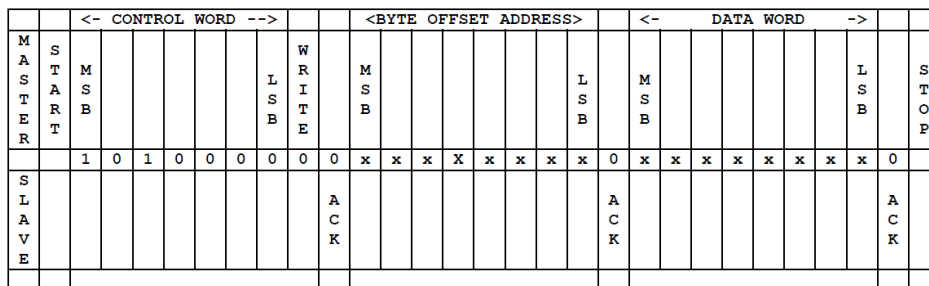 <- CONTROL WORD -->
<BYTE OFFSET ADDRESS>
<- DATA WORD ->
MASTER
START
MSB
LSB
WRITE
MSB
LSB
MSB
LSB
STOP
1 0 1 0 0 0 0 0 0 x x x X x x x x 0 x x x x x x x x 0
SLAVE
ACK
ACK
ACK